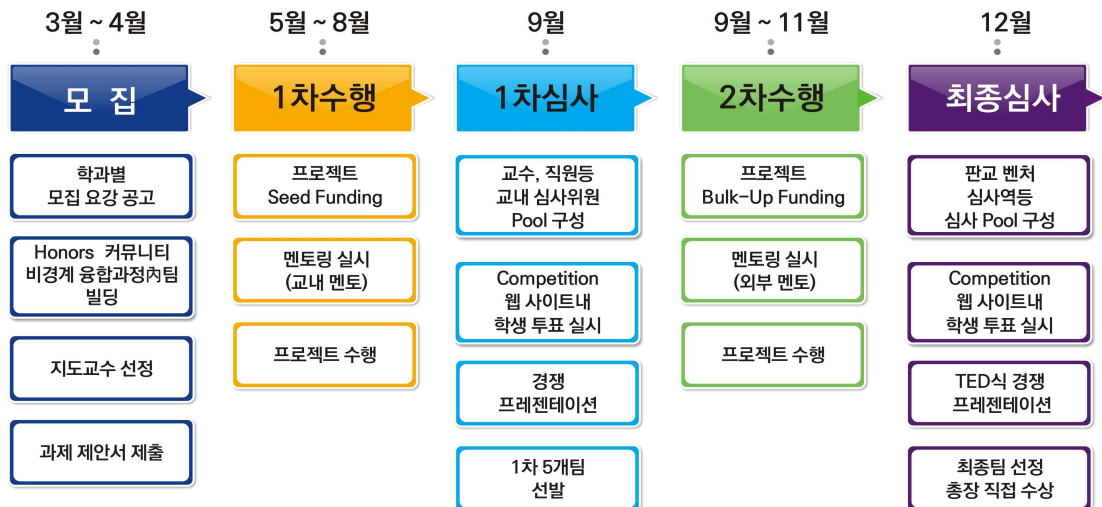 3월 ~ 4월
모 집
학과별
모집 요강 공고
Honors 커뮤니티
비경계 융합과정內팀
빌딩
지도교수 선정
과제 제안서 제출
5월 ~ 8월
1차수행
프로젝트
Seed Funding
멘토링 실시
(교내 멘토)
프로젝트 수행
9월
1차심사
교수, 직원등
교내 심사위원
Pool 구성
Competition
웹 사이트내
학생 투표 실시
경쟁
프레젠테이션
1차 5개팀
선발
9월 ~ 11월
2차수행
프로젝트
Bulk-Up Funding
멘토링 실시
(외부 멘토)
프로젝트 수행
12월
최종심사
판교 벤처
심사역등
심사 Pool 구성
Competition
웹 사이트내
학생 투표 실시
TED식 경쟁
프레젠테이션
최종팀 선정
총장 직접 수상